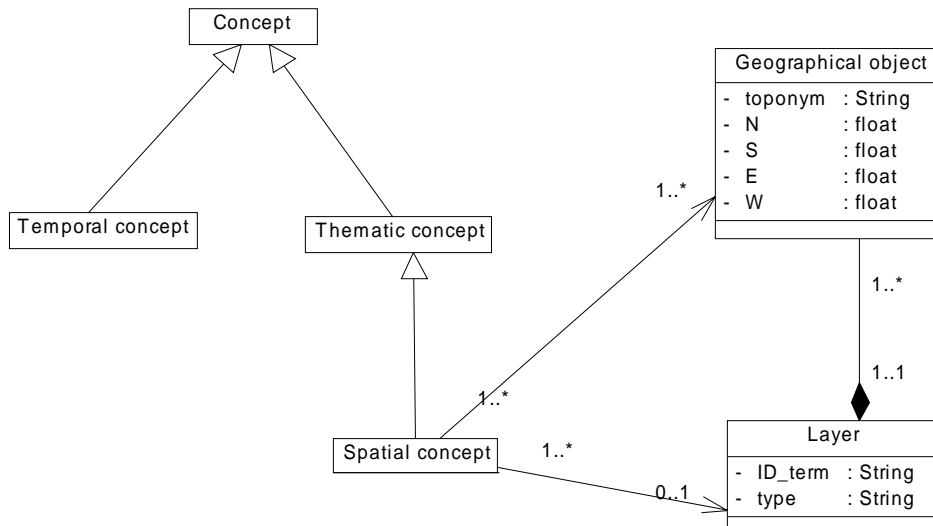 Concept
Geographical object
- toponym : String
- N : float
- S : float
- E : float
- W : float
1..*
Temporal concept
Thematic concept
1..*
1..1
1..*
Spatial concept
1..*
0..1
Layer
- ID_term : String
- type : String